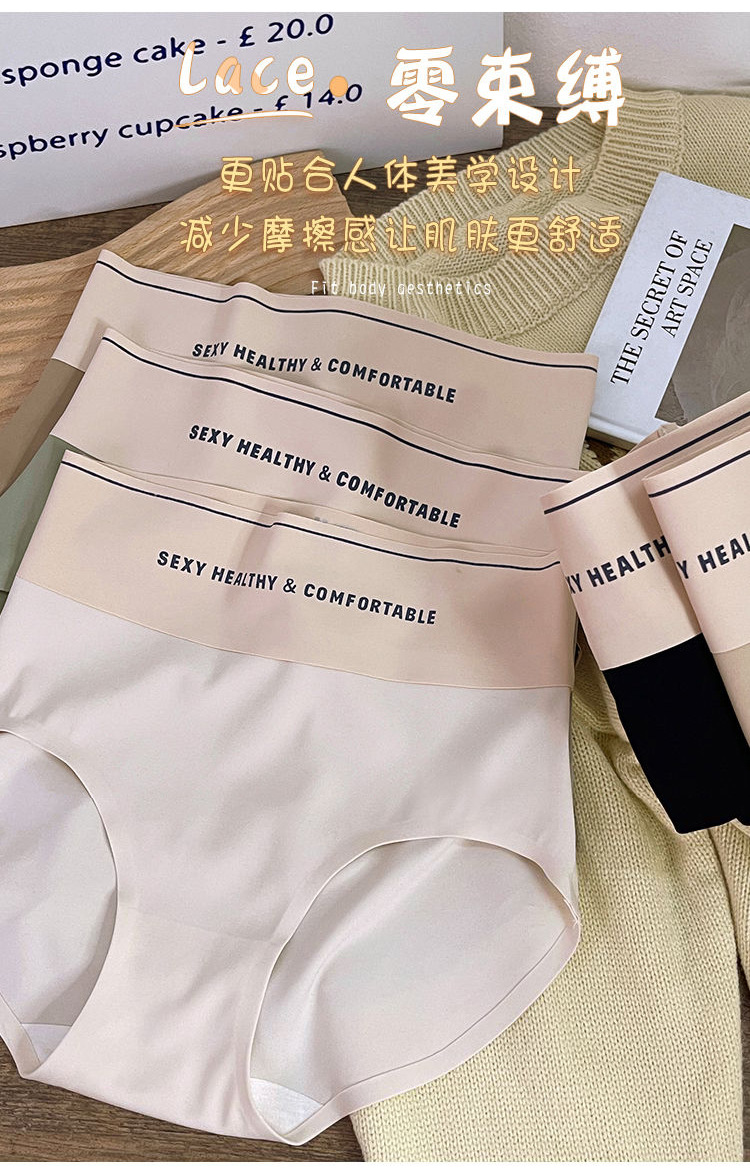 sponge cake - £ 20.0
spberry cupcake - £ 14.0
Lace. 零束缚
更贴合人体美学设计
减少摩擦感让肌肤更舒适
Fit body aesthetics
THE SECRET OF
ART SPACE
SEXY HEALTHY & COMFORTABLE
SEXY HEALTHY & COMFORTABLE
SEXY HEALTHY & COMFORTABLE
XY HEALTH
Y HEAL